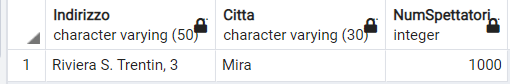 Indirizzo Citta NumSpettatori
character varying (50) character varying (30) integer
1 Riviera S. Trentin, 3 Mira 1000